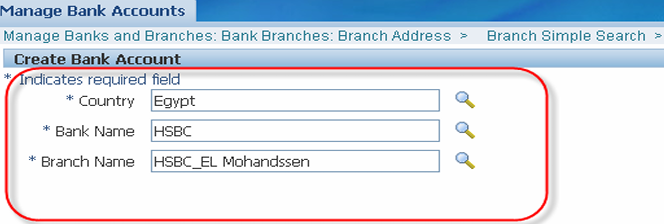 Manage Bank Accounts
Manage Banks and Branches: Bank Branches: Branch Address > Branch Simple Search >
Create Bank Account
* Indicates required field
* Country Egypt
* Bank Name HSBC
* Branch Name HSBC_EL Mohandssen